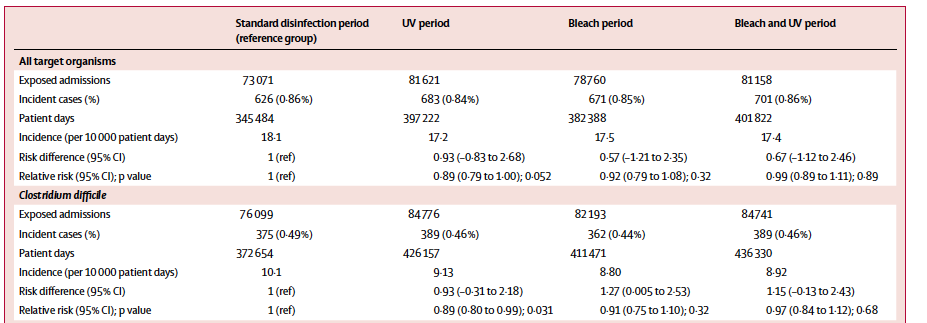 Standard disinfection period UV period Bleach period Bleach and UV period
(reference group)
All target organisms
Exposed admissions 73 071 81 621 78 760 81 158
Incident cases (%) 626 (0·86%) 683 (0·84%) 671 (0·85%) 701 (0·86%)
Patient days 345 484 397 222 382 388 401 822
Incidence (per 10 000 patient days) 18·1 17·2 17·5 17·4
Risk difference (95% CI) 1 (ref) 0·93 (–0·83 to 2·68) 0·57 (–1·21 to 2·35) 0·67 (–1·12 to 2·46)
Relative risk (95% CI); p value 1 (ref) 0·89 (0·79 to 1·00); 0·052 0·92 (0·79 to 1·08); 0·32 0·99 (0·89 to 1·11); 0·89
Clostridium difficile
Exposed admissions 76 099 84 776 82 193 84 741
Incident cases (%) 375 (0·49%) 389 (0·46%) 362 (0·44%) 389 (0·46%)
Patient days 372 654 426 157 411 471 436 330
Incidence (per 10 000 patient days) 10·1 9·13 8·80 8·92
Risk difference (95% CI) 1 (ref) 0·93 (–0·31 to 2·18) 1·27 (0·005 to 2·53) 1·15 (–0·13 to 2·43)
Relative risk (95% CI); p value 1 (ref) 0·89 (0·80 to 0·99); 0·031 0·91 (0·75 to 1·10); 0·32 0·97 (0·84 to 1·12); 0·68